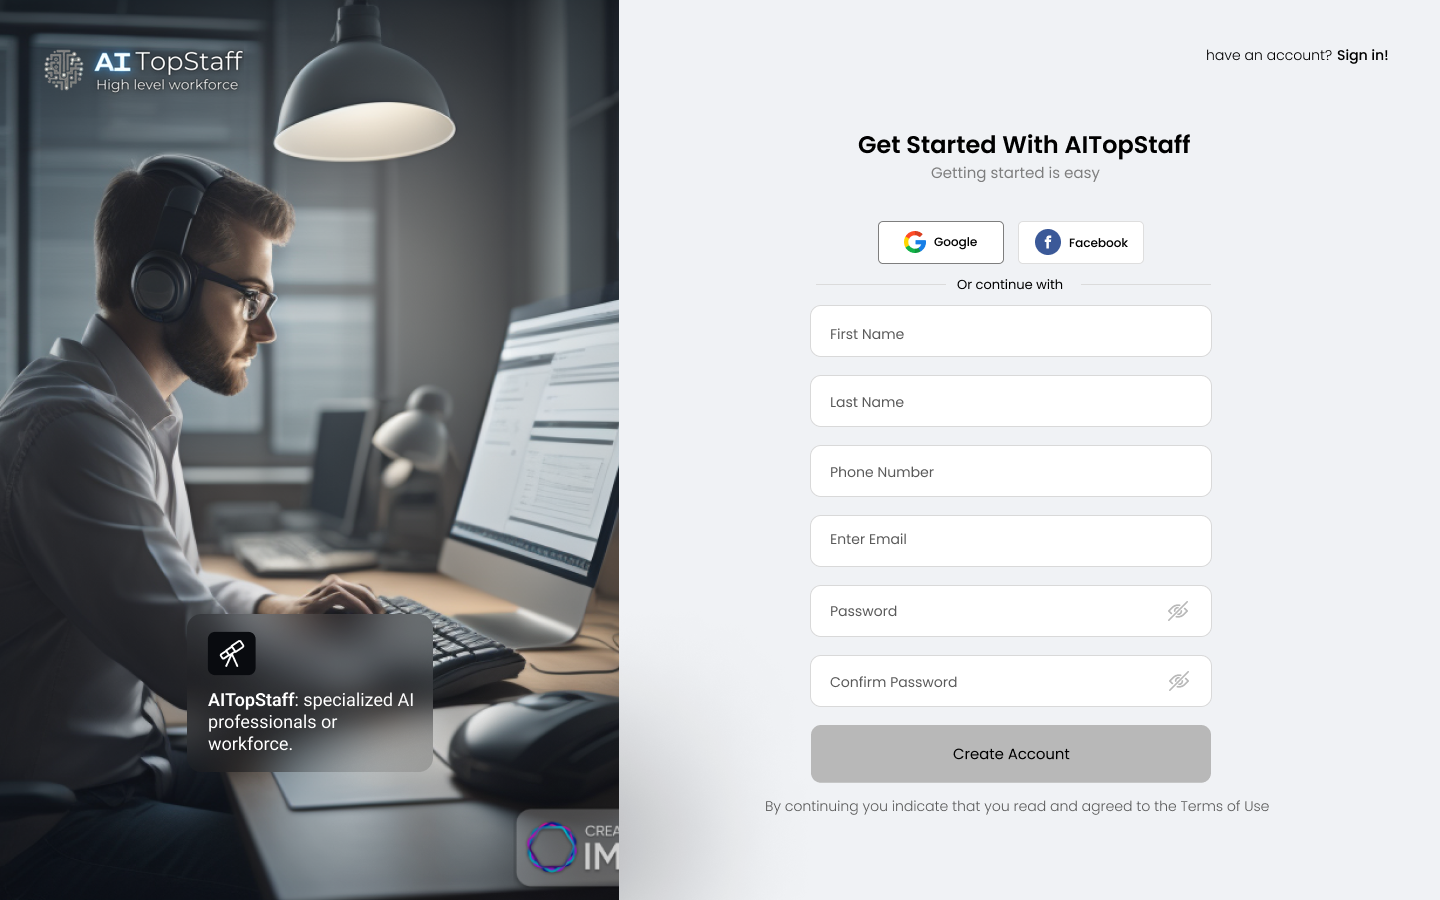 AI TopStaff
High level workforce
have an account? Sign in!
Get Started With AITopStaff
Getting started is easy
Google
Facebook
Or continue with
First Name
Last Name
Phone Number
Enter Email
Password
Confirm Password
Create Account
By continuing you indicate that you read and agreed to the Terms of Use
AITopStaff: specialized AI
professionals or
workforce.
CREA
IM